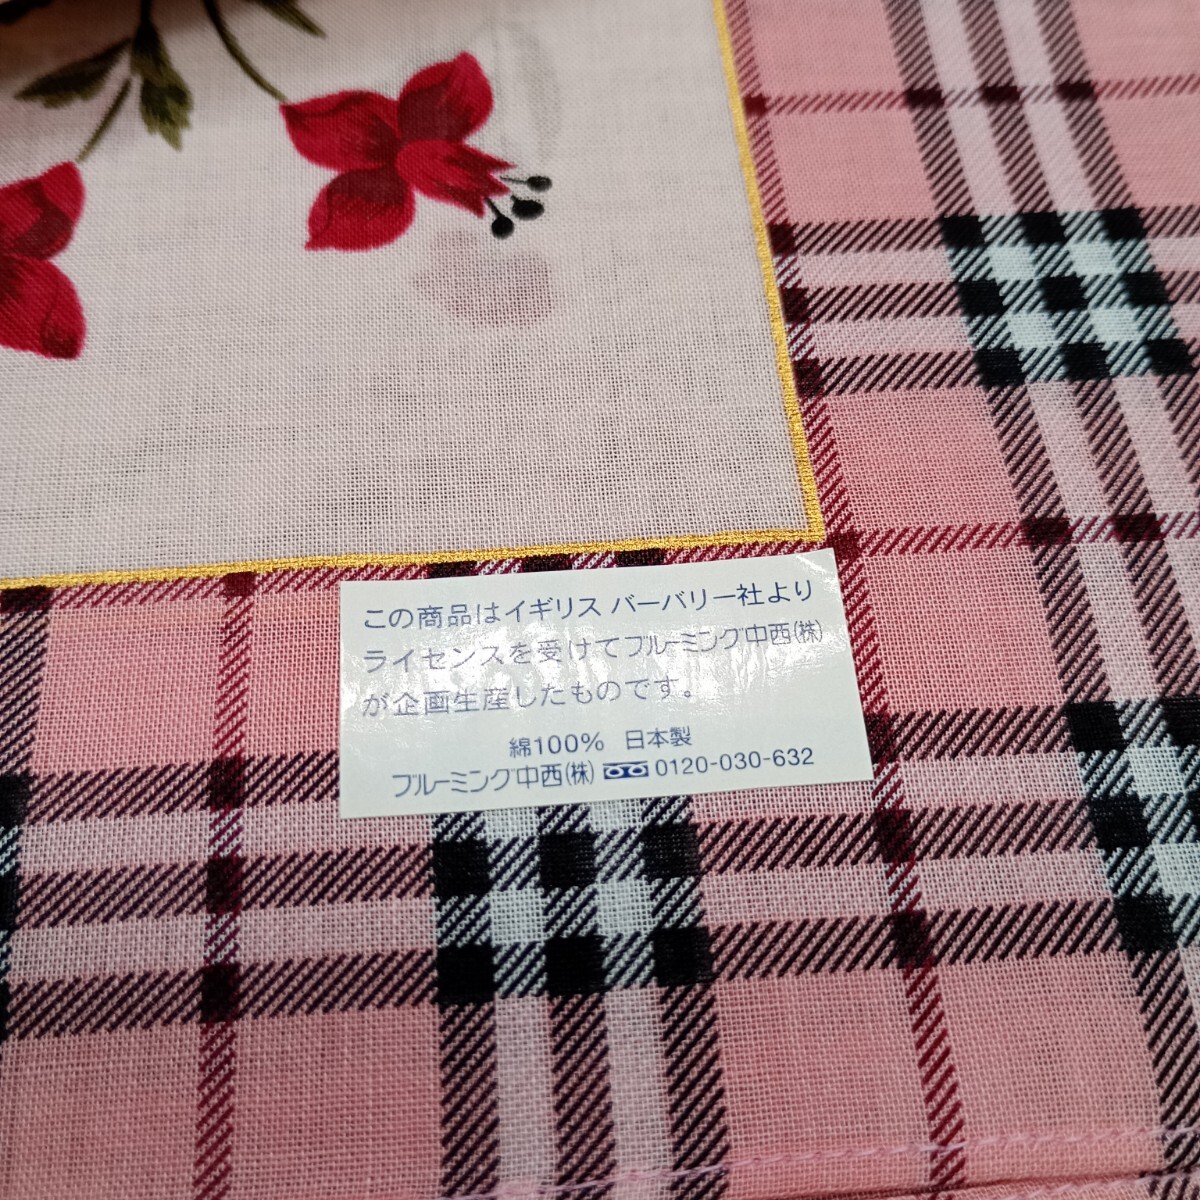 この商品はイギリス バーバリー社より
ライセンスを受けてブルーミング中西(株)
が企画生産したものです。
綿100% 日本製
ブルーミング中西(株) 0120-030-632